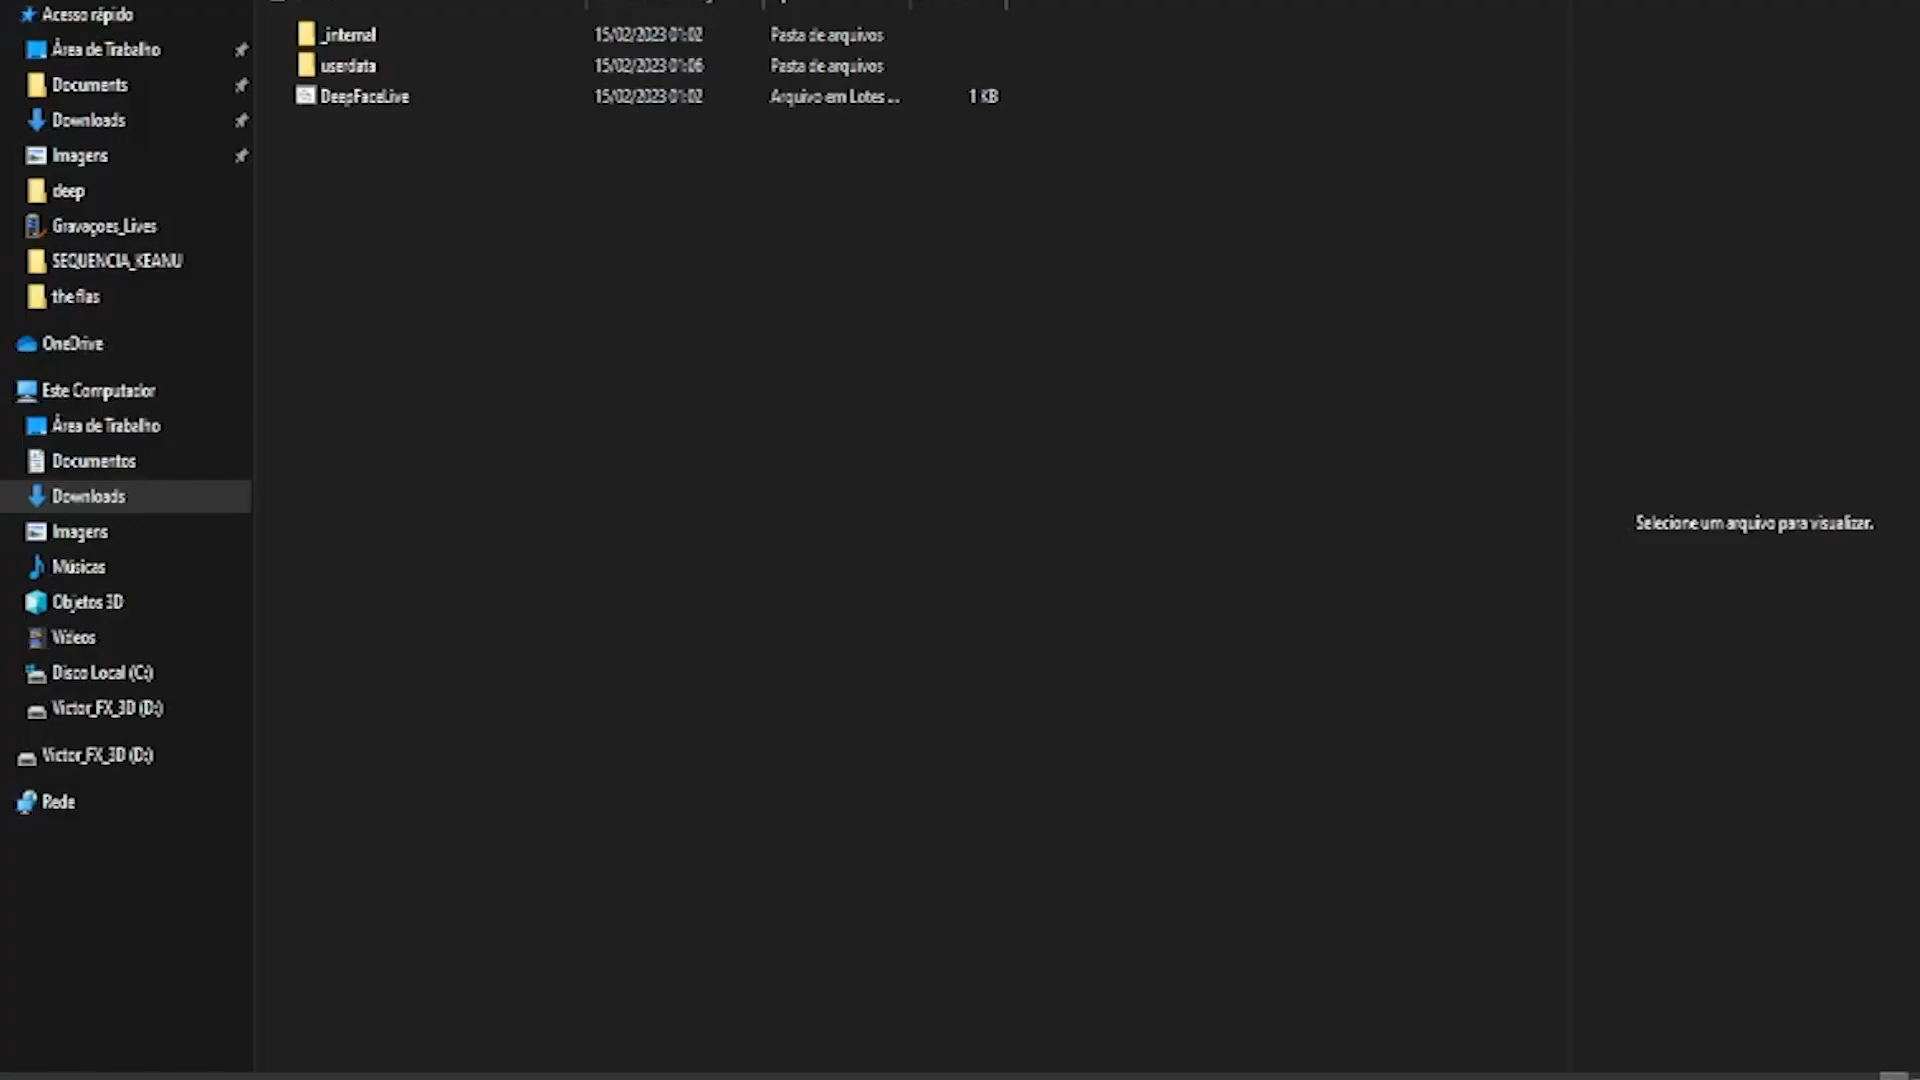 Acesso rápido
Área de Trabalho
Documents
Downloads
Imagens
deep
Gravaçoes_Lives
SEQUENCIA_KEANU
theflas
OneDrive
Este Computador
Área de Trabalho
Documentos
Downloads
Imagens
Músicas
Objetos 3D
Vídeos
Disco Local (C:)
Victor_FX_3D (D:)
Victor_FX_3D (D:)
Rede
_internal 15/02/2023 01:02 Pasta de arquivos
userdata 15/02/2023 01:06 Pasta de arquivos
DeepFaceLive 15/02/2023 01:02 Arquivo em Lotes ... 1 KB
Selecione um arquivo para visualizar.